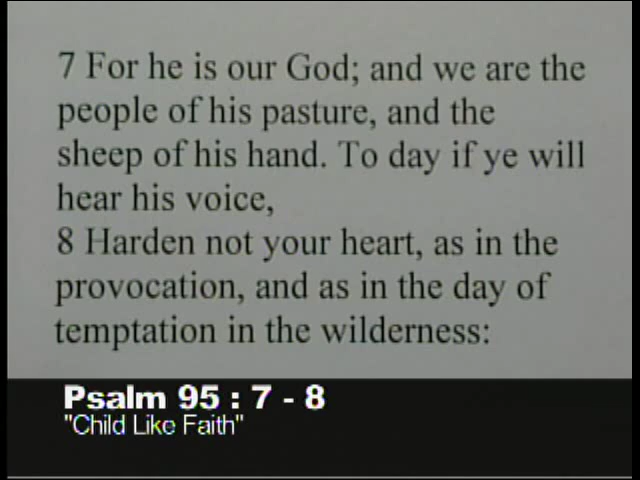 7 For he is our God; and we are the
people of his pasture, and the
sheep of his hand. To day if ye will
hear his voice,
8 Harden not your heart, as in the
provocation, and as in the day of
temptation in the wilderness:
Psalm 95 : 7 - 8
"Child Like Faith"